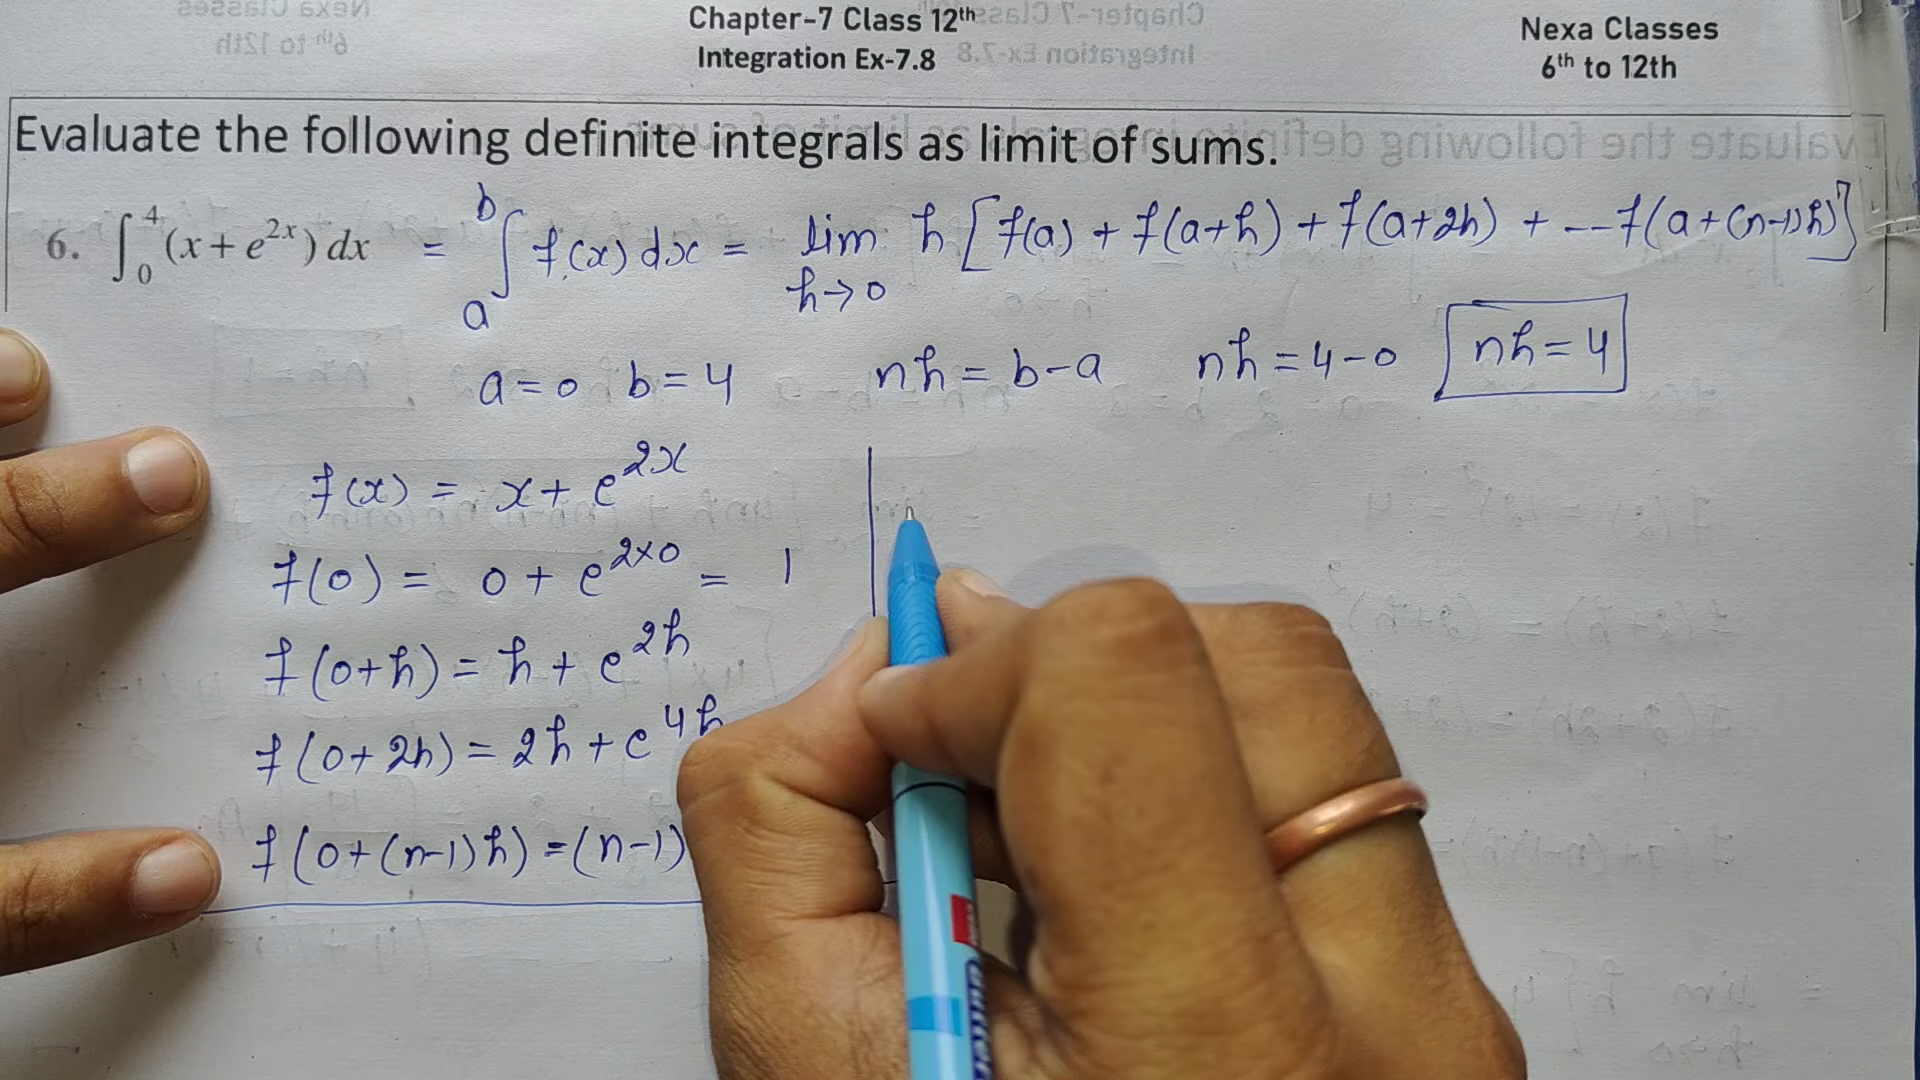 Chapter-7 Class 12th
Integration Ex-7.8
Nexa Classes
6th to 12th
Evaluate the following definite integrals as limit of sums.
6. ∫₀⁴ (x + e^{2x}) dx = ∫ₐᵇ f(x) dx = lim h→0 h [f(a) + f(a+h) + f(a+2h) + --- f(a+(n-1)h)]
a = 0 b = 4 nh = b-a nh = 4-0 nh = 4
f(x) = x + e^{2x}
f(0) = 0 + e^{2×0} = 1
f(0+h) = h + e^{2h}
f(0+2h) = 2h + e^{4h}
f(0+(n-1)h) = (n-1)